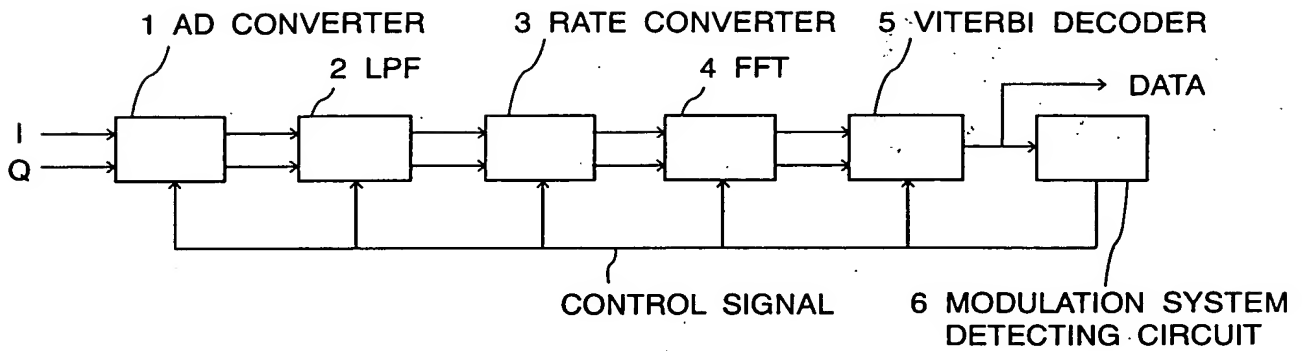 1 AD CONVERTER
3 RATE CONVERTER
5 VITERBI DECODER
2 LPF
4 FFT
DATA
I
Q
CONTROL SIGNAL
6 MODULATION SYSTEM
DETECTING CIRCUIT